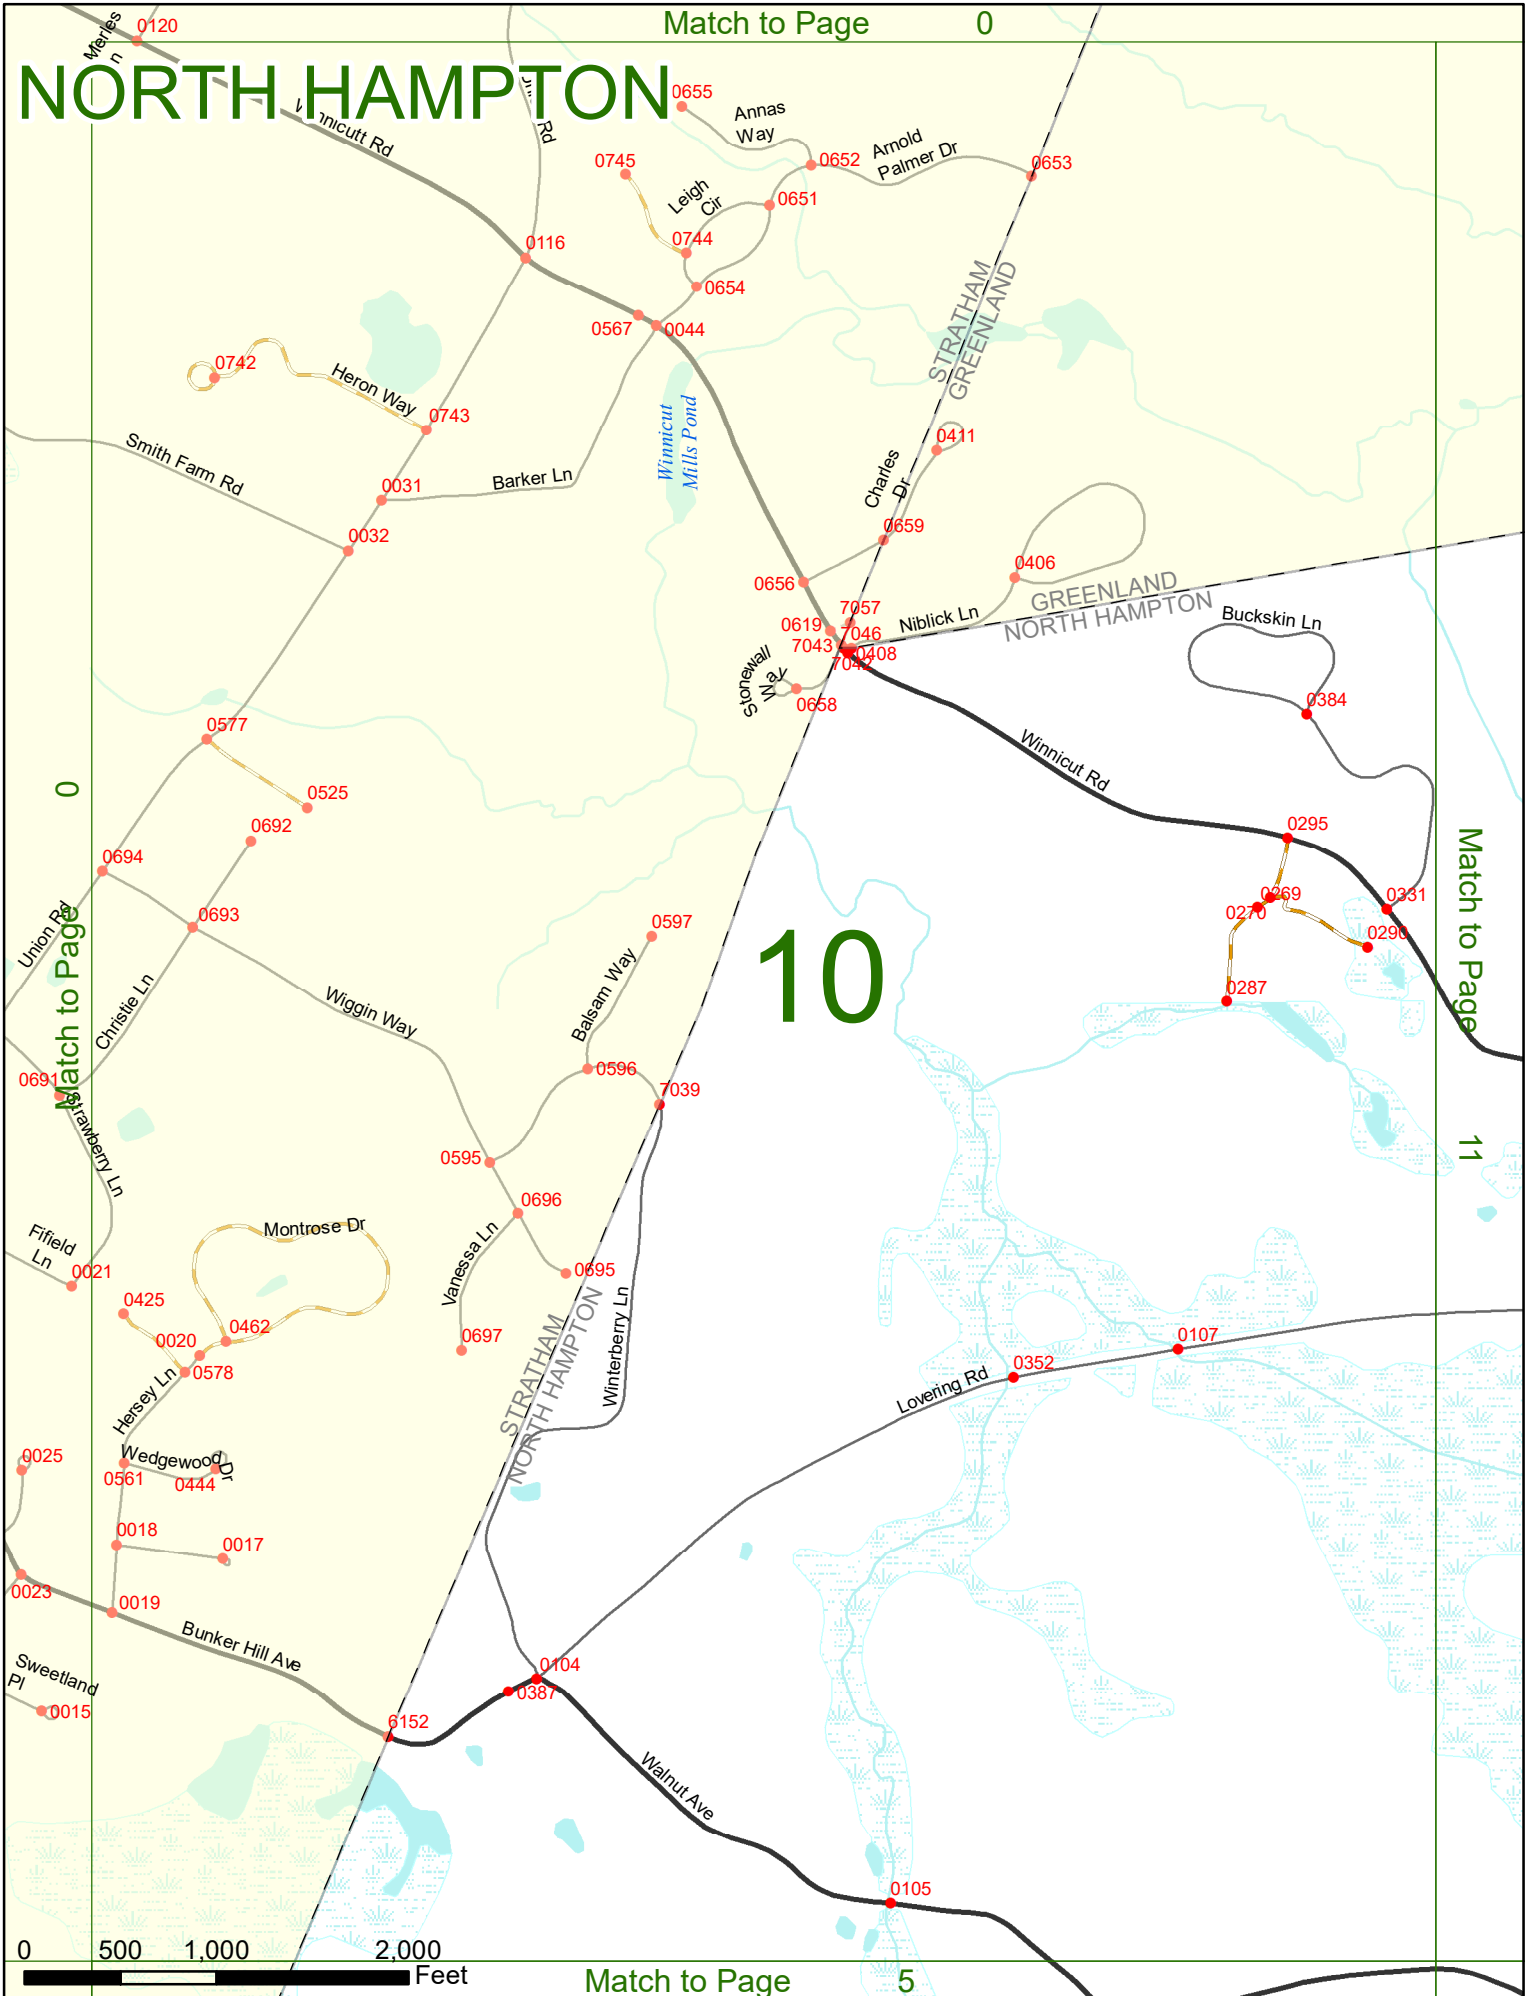 Match to Page 0
0120
Merles
n
NORTH HAMPTON
Rd
0655
Annas
Way
Arnold
Palmer Dr
0652
0653
0745
Leigh
Cir
0651
0744
0116
0654
0567
0044
STRATHAM
GREENLAND
0742
Heron Way
0743
Winnicut
Mills Pond
0411
Smith Farm Rd
Barker Ln
0031
Charles
Dr
0032
0659
0656
0406
GREENLAND
NORTH HAMPTON
7057
0619
7046
Niblick Ln
Buckskin Ln
7043
0408
7042
Stonewall
Way
0658
0384
0577
Winnicut Rd
0
0525
0692
0295
0694
Match to Page
0269
0270
0331
Union Rd
0693
0597
0290
10
Match to Page
Christie Ln
Wiggin Way
Balsam Way
0287
0691
0596
7039
Strawberry Ln
0595
11
0696
Montrose Dr
Fifield
Ln
Vanessa Ln
0021
0695
0425
0020
0462
0697
STRATHAM
NORTH HAMPTON
Winterberry Ln
0107
0578
0352
Hersey Ln
Lovering Rd
0025
Wedgewood
Dr
0561
0444
0018
0017
0023
0019
Bunker Hill Ave
Sweetland
Pl
0104
0387
0015
6152
Walnut Ave
0105
0 500 1,000 2,000
Feet
Match to Page 5